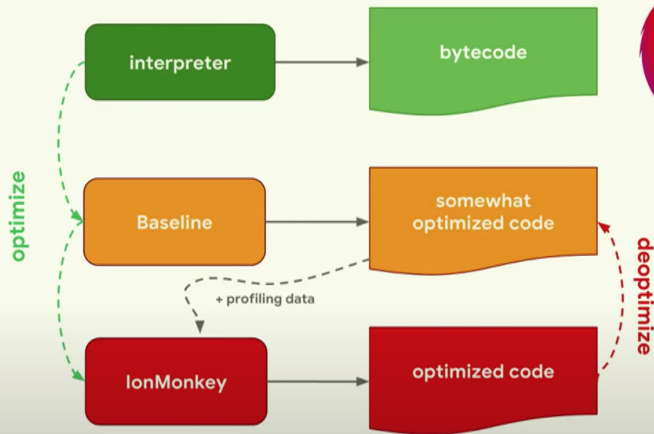 interpreter
bytecode
optimize
Baseline
somewhat
optimized code
+ profiling data
deoptimize
IonMonkey
optimized code